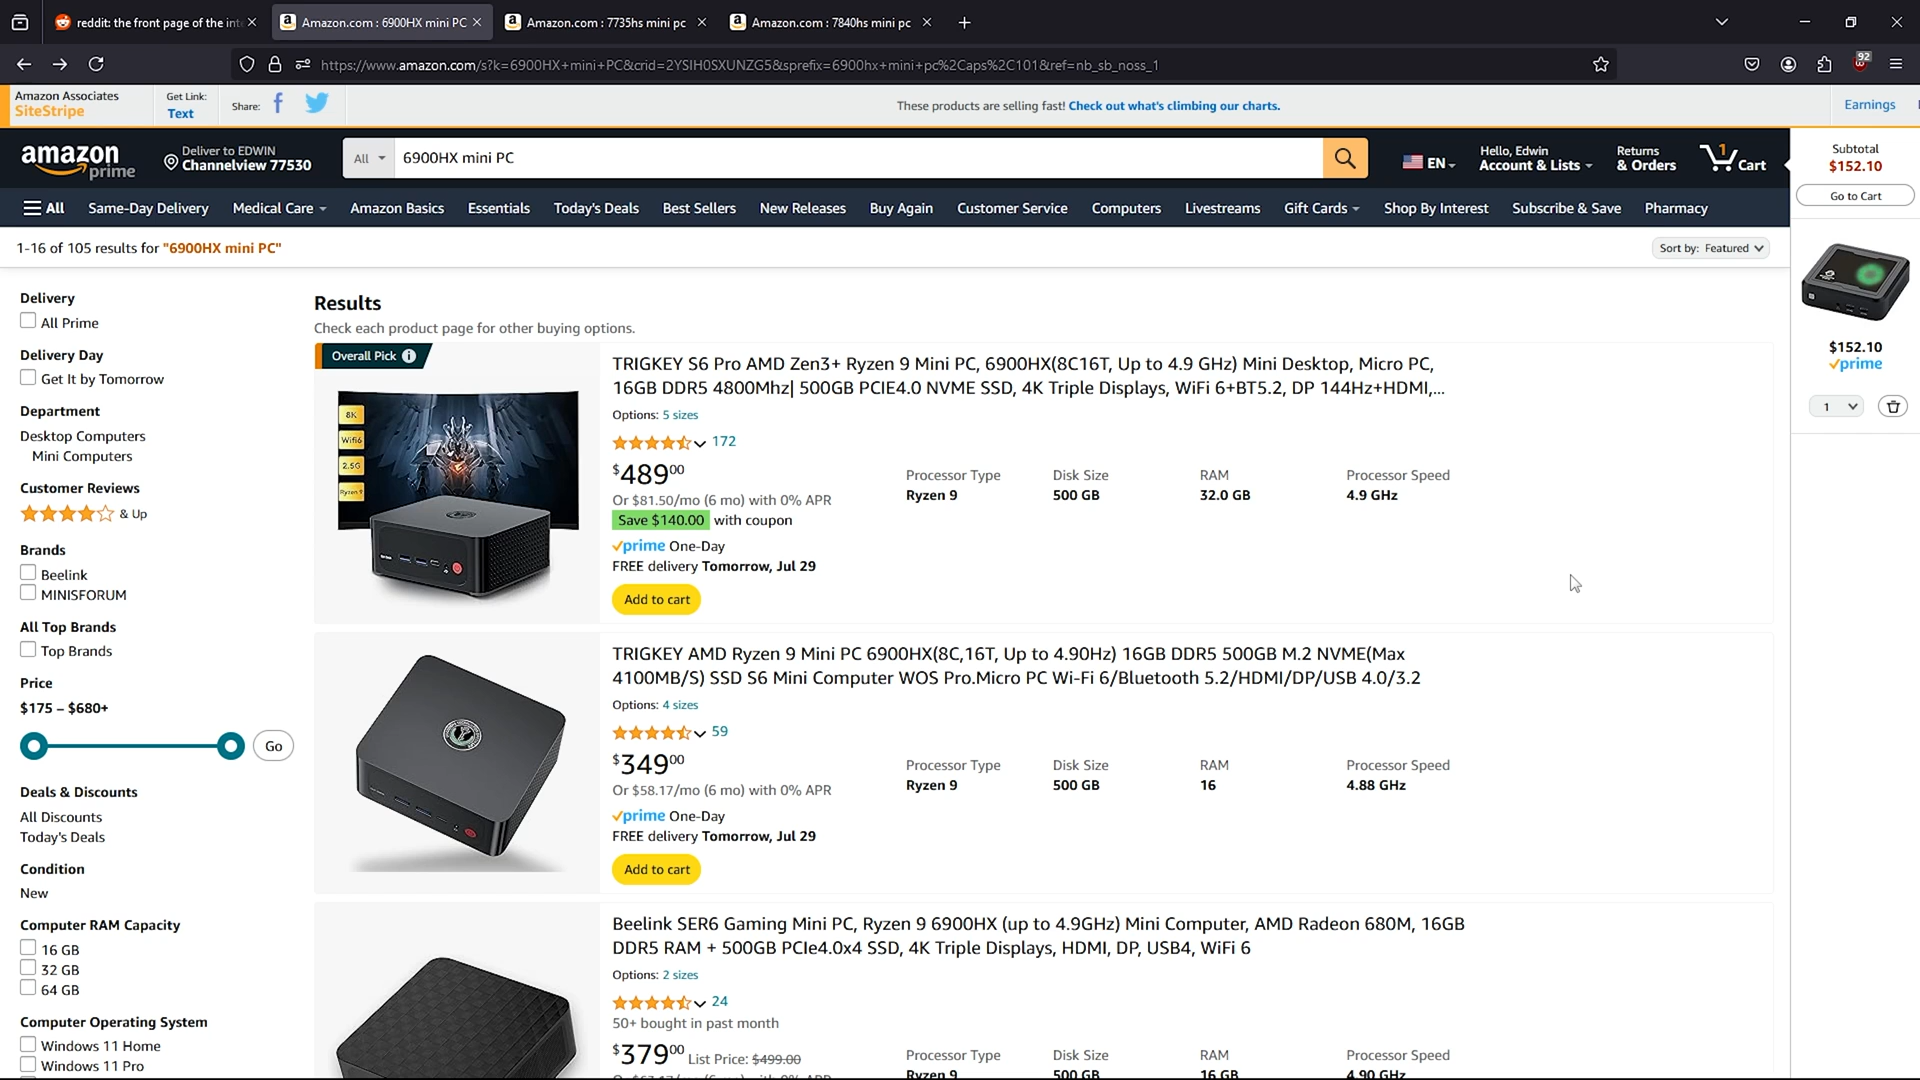 reddit: the front page of the int
Amazon.com : 6900HX mini PC
Amazon.com : 7735hs mini pc
Amazon.com : 7840hs mini pc
https://www.amazon.com/s?k=6900HX+mini+PC&crid=2YSIH0SXUNZG5&sprefix=6900hx+mini+pc%2Caps%2C101&ref=nb_sb_noss_1
92
Amazon Associates
SiteStripe
Get Link:
Text
Share:
These products are selling fast! Check out what's climbing our charts.
Earnings
amazon
prime
Deliver to EDWIN
Channelview 77530
All
6900HX mini PC
EN
Hello, Edwin
Account & Lists
Returns
& Orders
1
Cart
Subtotal
$152.10
Go to Cart
All
Same-Day Delivery
Medical Care
Amazon Basics
Essentials
Today's Deals
Best Sellers
New Releases
Buy Again
Customer Service
Computers
Livestreams
Gift Cards
Shop By Interest
Subscribe & Save
Pharmacy
1-16 of 105 results for "6900HX mini PC"
Sort by: Featured
$152.10
prime
1
Delivery
All Prime
Delivery Day
Get It by Tomorrow
Department
Desktop Computers
Mini Computers
Customer Reviews
& Up
Brands
Beelink
MINISFORUM
All Top Brands
Top Brands
Price
$175 – $680+
Go
Deals & Discounts
All Discounts
Today's Deals
Condition
New
Computer RAM Capacity
16 GB
32 GB
64 GB
Computer Operating System
Windows 11 Home
Windows 11 Pro
Results
Check each product page for other buying options.
Overall Pick
8K
Wifi6
2.5G
Ryzen 9
TRIGKEY S6 Pro AMD Zen3+ Ryzen 9 Mini PC, 6900HX(8C16T, Up to 4.9 GHz) Mini Desktop, Micro PC,
16GB DDR5 4800Mhz| 500GB PCIE4.0 NVME SSD, 4K Triple Displays, WiFi 6+BT5.2, DP 144Hz+HDMI,...
Options: 5 sizes
172
$48900
Or $81.50/mo (6 mo) with 0% APR
Save $140.00 with coupon
prime One-Day
FREE delivery Tomorrow, Jul 29
Add to cart
Processor Type
Ryzen 9
Disk Size
500 GB
RAM
32.0 GB
Processor Speed
4.9 GHz
TRIGKEY AMD Ryzen 9 Mini PC 6900HX(8C,16T, Up to 4.90Hz) 16GB DDR5 500GB M.2 NVME(Max
4100MB/S) SSD S6 Mini Computer WOS Pro.Micro PC Wi-Fi 6/Bluetooth 5.2/HDMI/DP/USB 4.0/3.2
Options: 4 sizes
59
$34900
Or $58.17/mo (6 mo) with 0% APR
prime One-Day
FREE delivery Tomorrow, Jul 29
Add to cart
Processor Type
Ryzen 9
Disk Size
500 GB
RAM
16
Processor Speed
4.88 GHz
Beelink SER6 Gaming Mini PC, Ryzen 9 6900HX (up to 4.9GHz) Mini Computer, AMD Radeon 680M, 16GB
DDR5 RAM + 500GB PCIe4.0x4 SSD, 4K Triple Displays, HDMI, DP, USB4, WiFi 6
Options: 2 sizes
24
50+ bought in past month
$37900 List Price: $499.00
Processor Type
Ryzen 9
Disk Size
500 GB
RAM
16 GB
Processor Speed
4.90 GHz